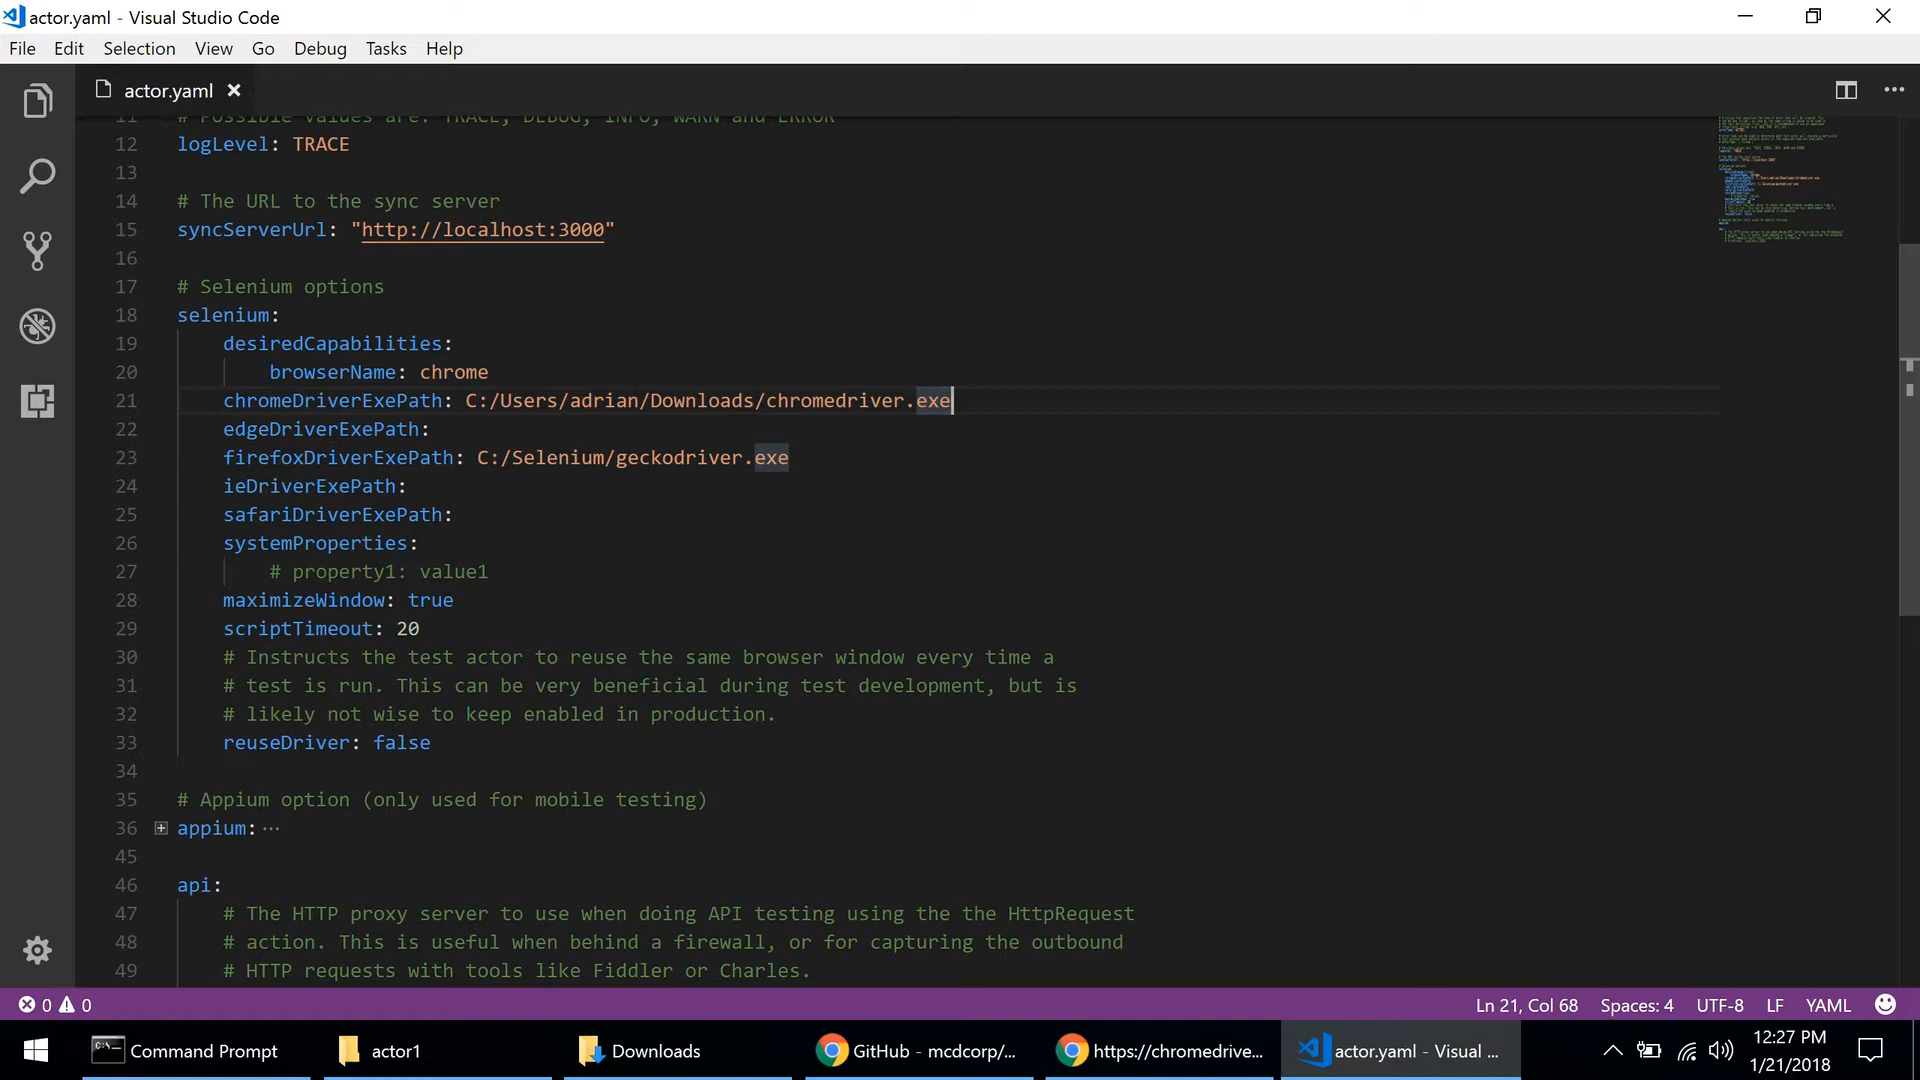 actor.yaml - Visual Studio Code
File Edit Selection View Go Debug Tasks Help
actor.yaml
11 # Possible values are: TRACE, DEBUG, INFO, WARN and ERROR
12 logLevel: TRACE
13
14 # The URL to the sync server
15 syncServerUrl: "http://localhost:3000"
16
17 # Selenium options
18 selenium:
19 desiredCapabilities:
20 browserName: chrome
21 chromeDriverExePath: C:/Users/adrian/Downloads/chromedriver.exe
22 edgeDriverExePath:
23 firefoxDriverExePath: C:/Selenium/geckodriver.exe
24 ieDriverExePath:
25 safariDriverExePath:
26 systemProperties:
27 # property1: value1
28 maximizeWindow: true
29 scriptTimeout: 20
30 # Instructs the test actor to reuse the same browser window every time a
31 # test is run. This can be very beneficial during test development, but is
32 # likely not wise to keep enabled in production.
33 reuseDriver: false
34
35 # Appium option (only used for mobile testing)
36 appium: ...
45
46 api:
47 # The HTTP proxy server to use when doing API testing using the the HttpRequest
48 # action. This is useful when behind a firewall, or for capturing the outbound
49 # HTTP requests with tools like Fiddler or Charles.
0 0 Ln 21, Col 68 Spaces: 4 UTF-8 LF YAML
Command Prompt actor1 Downloads GitHub - mcdcorp/... https://chromedrive... actor.yaml - Visual ... 12:27 PM
1/21/2018